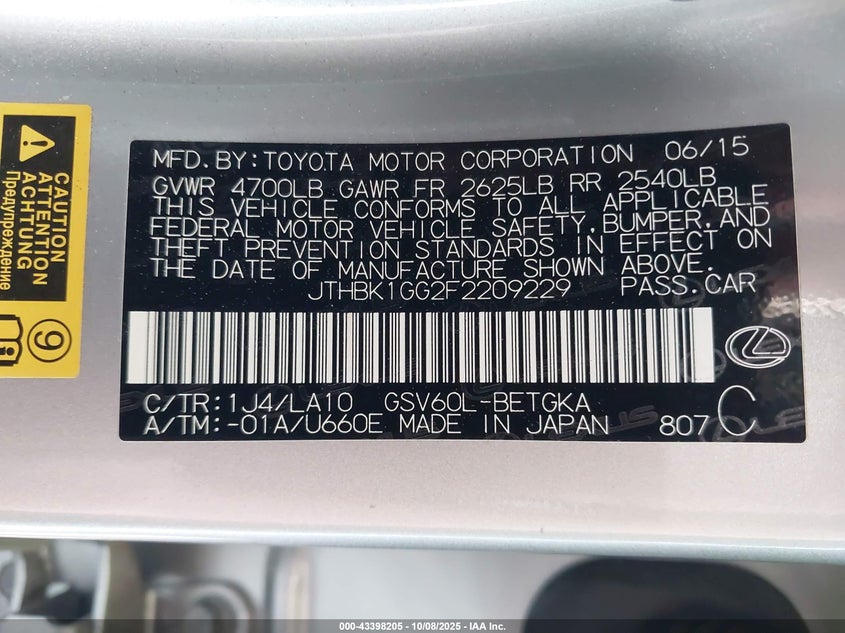 CAUTION
ATTENTION
ACHTUNG
Предупреждение
9
MFD.BY:TOYOTA MOTOR CORPORATION 06/15
GVWR 4700LB GAWR FR 2625LB RR 2540LB
THIS VEHICLE CONFORMS TO ALL APPLICABLE
FEDERAL MOTOR VEHICLE SAFETY,BUMPER,AND
THEFT PREVENTION STANDARDS IN EFFECT ON
THE DATE OF MANUFACTURE SHOWN ABOVE.
JTHBK1GG2F2209229 PASS.CAR
C/TR:1J4/LA10 GSV60L-BETGKA
A/TM:-01A/U660E MADE IN JAPAN 807 C
000-43398205 - 10/08/2025 - IAA Inc.